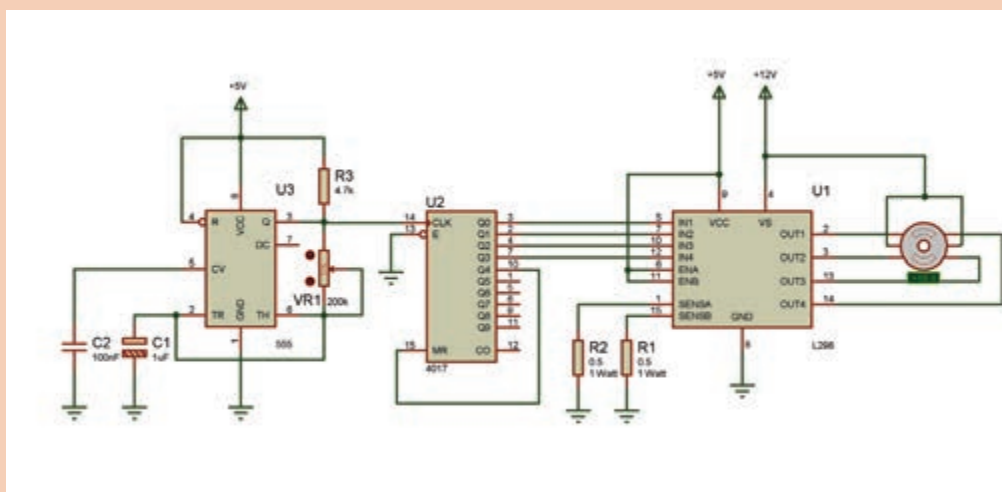 +5V
+5V
+12V
R3
4.7k
U3
U2
U1
8
4
R
VCC
Q
3
DC
7
5
CV
VR1
200k
2
TR
GND
TH
6
1
555
C2
100nF
C1
1uF
14
CLK
13
E
Q0
3
Q1
2
Q2
4
Q3
7
Q4
10
Q5
1
Q6
5
Q7
6
Q8
9
Q9
11
15
MR
CO
12
4017
9
4
5
IN1
VCC
VS
7
IN2
OUT1
2
10
IN3
12
IN4
OUT2
3
6
ENA
11
ENB
OUT3
13
1
SENSA
OUT4
14
15
SENSB
GND
8
L298
R2
0.5
1 Watt
R1
0.5
1 Watt